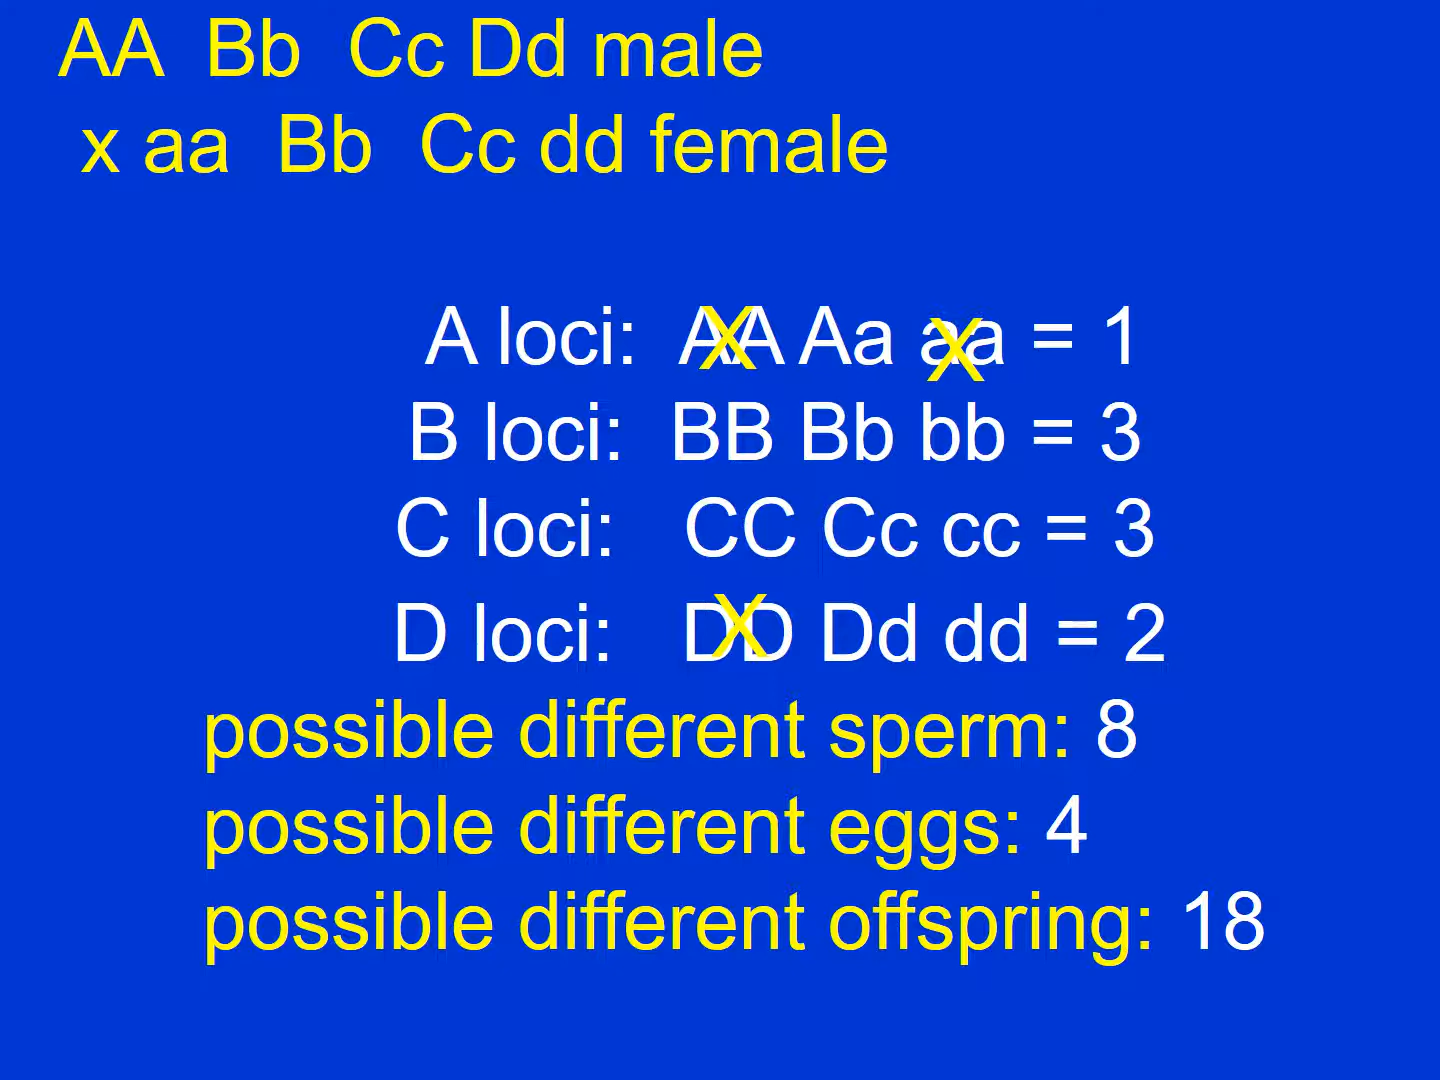 AA Bb Cc Dd male
x aa Bb Cc dd female
A loci: AA Aa aa = 1
B loci: BB Bb bb = 3
C loci: CC Cc cc = 3
D loci: DD Dd dd = 2
possible different sperm: 8
possible different eggs: 4
possible different offspring: 18